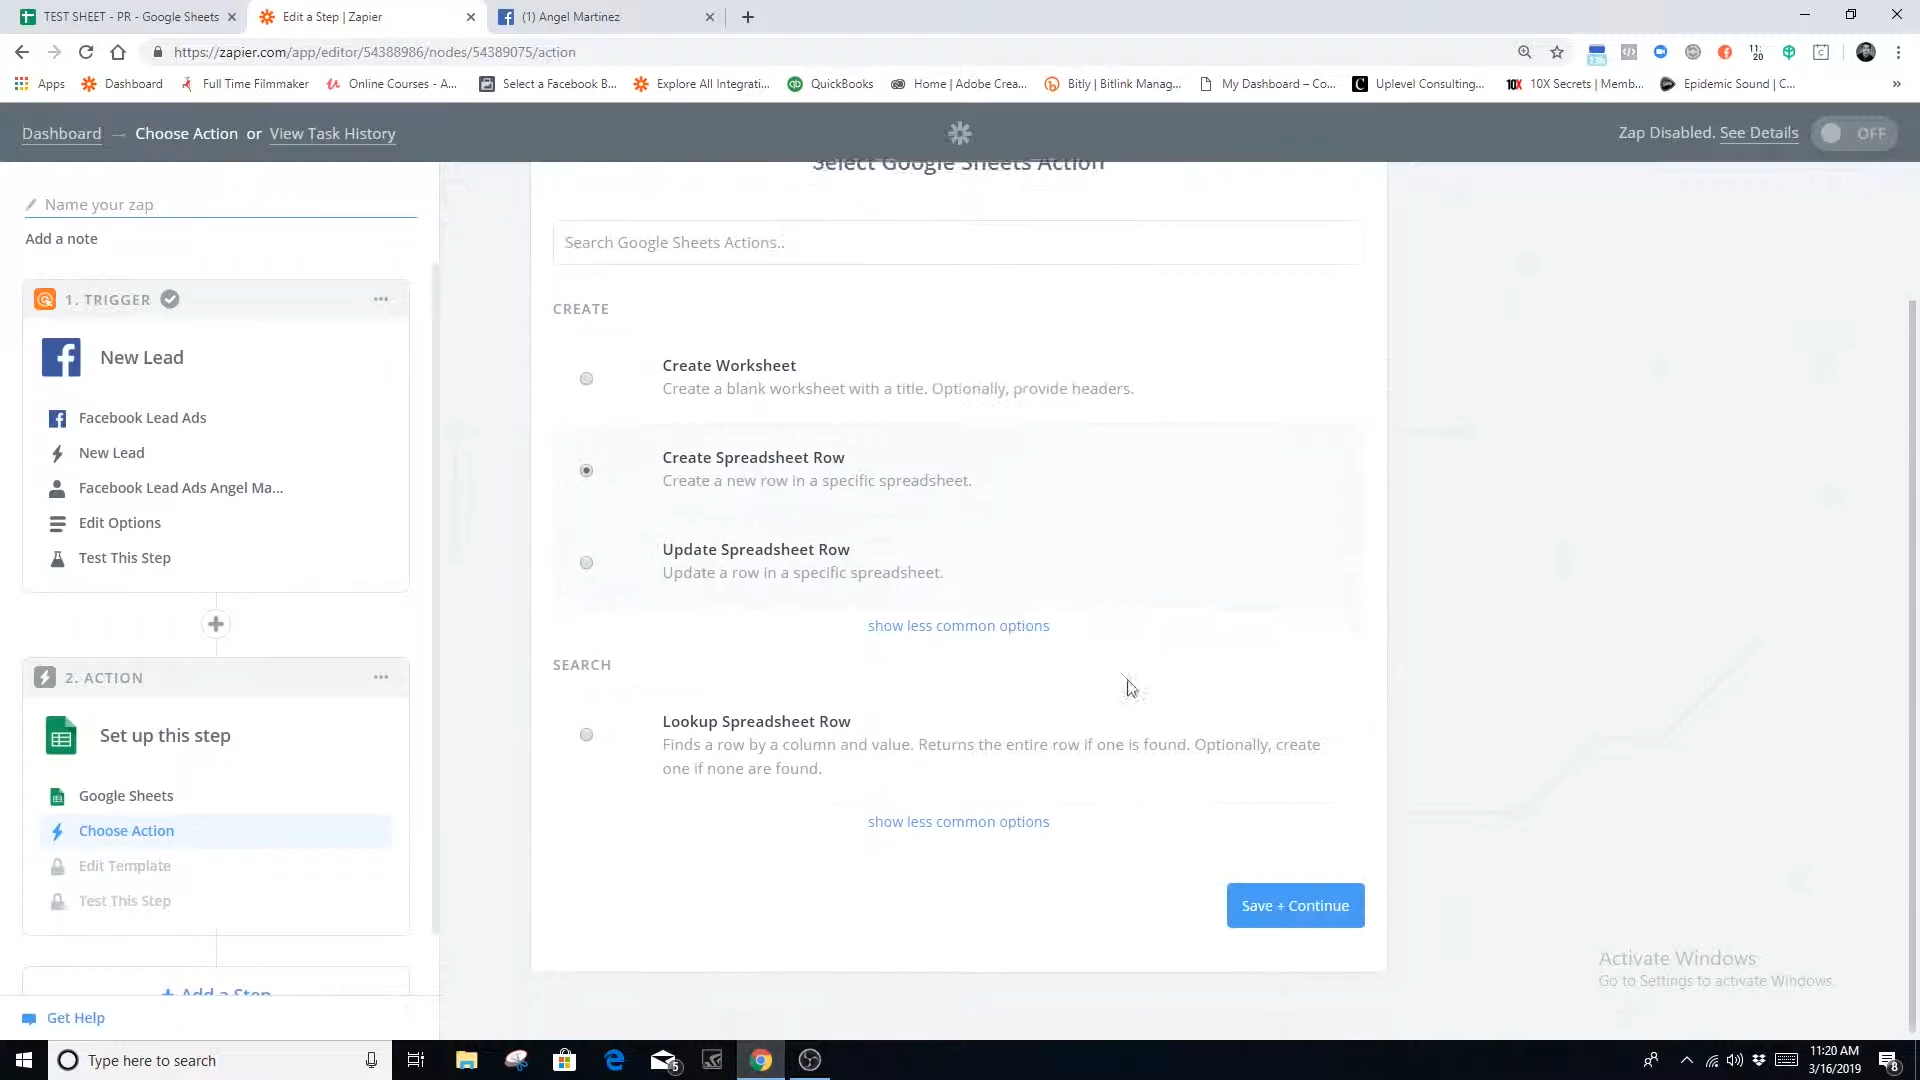 TEST SHEET - PR - Google Sheets
Edit a Step | Zapier
(1) Angel Martinez
https://zapier.com/app/editor/54388986/nodes/54389075/action
11:
20
Apps
Dashboard
Full Time Filmmaker
Online Courses - A...
Select a Facebook B...
Explore All Integrati...
QuickBooks
Home | Adobe Crea...
Bitly | Bitlink Manag...
My Dashboard – Co...
Uplevel Consulting...
10X
10X Secrets | Memb...
Epidemic Sound | C...
Dashboard → Choose Action or View Task History
Zap Disabled. See Details
OFF
Name your zap
Add a note
1. TRIGGER
New Lead
Facebook Lead Ads
New Lead
Facebook Lead Ads Angel Ma...
Edit Options
Test This Step
2. ACTION
Set up this step
Google Sheets
Choose Action
Edit Template
Test This Step
+ Add a Step
Get Help
Select Google Sheets Action
Search Google Sheets Actions..
CREATE
Create Worksheet
Create a blank worksheet with a title. Optionally, provide headers.
Create Spreadsheet Row
Create a new row in a specific spreadsheet.
Update Spreadsheet Row
Update a row in a specific spreadsheet.
show less common options
SEARCH
Lookup Spreadsheet Row
Finds a row by a column and value. Returns the entire row if one is found. Optionally, create
one if none are found.
show less common options
Save + Continue
Activate Windows
Go to Settings to activate Windows.
Type here to search
5
11:20 AM
3/16/2019
8